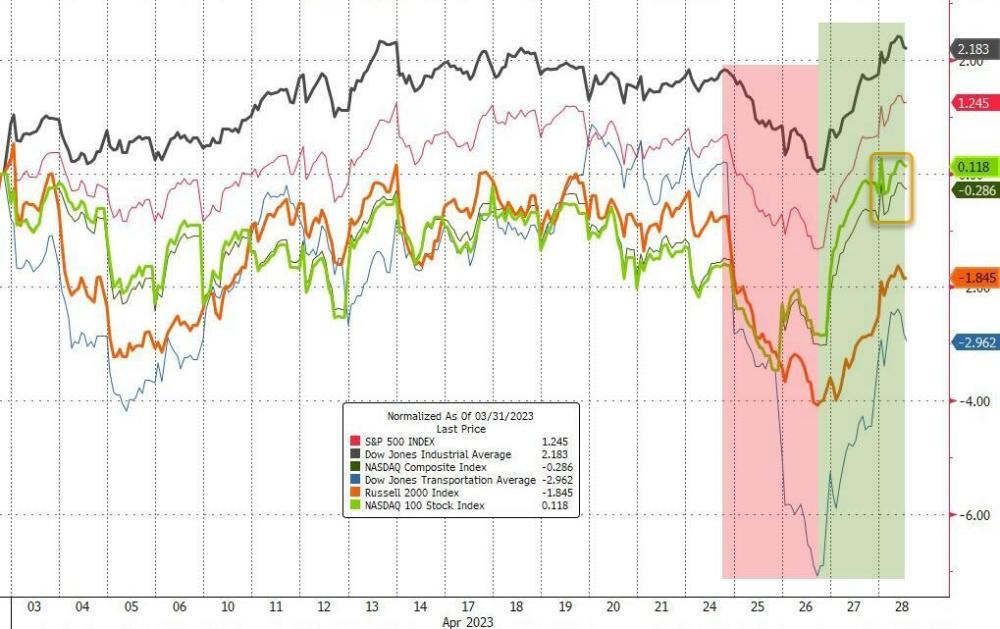 2.183
2.00
1.245
0.118
-0.286
-1.845
-2.962
-4.00
-6.00
Normalized As Of 03/31/2023
Last Price
S&P 500 INDEX 1.245
Dow Jones Industrial Average 2.183
NASDAQ Composite Index -0.286
Dow Jones Transportation Average -2.962
Russell 2000 Index -1.845
NASDAQ 100 Stock Index 0.118
03 04 05 06 10 11 12 13 14 17 18 19 20 21 24 25 26 27 28
Apr 2023